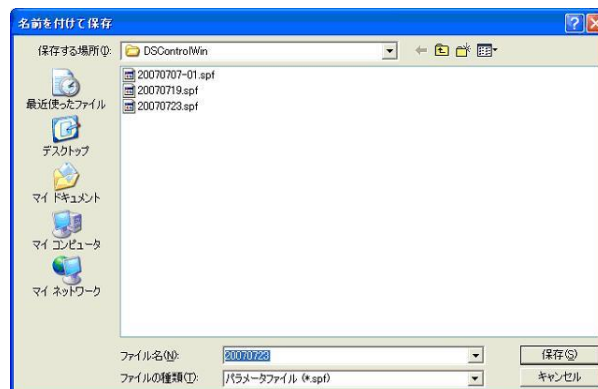 名前を付けて保存
保存する場所(I):
DSControlWin
20070707-01.spf
20070719.spf
20070723.spf
最近使ったファイル
デスクトップ
マイ ドキュメント
マイ コンピュータ
マイ ネットワーク
ファイル名(N):
20070723
保存(S)
ファイルの種類(T):
パラメータファイル (*.spf)
キャンセル